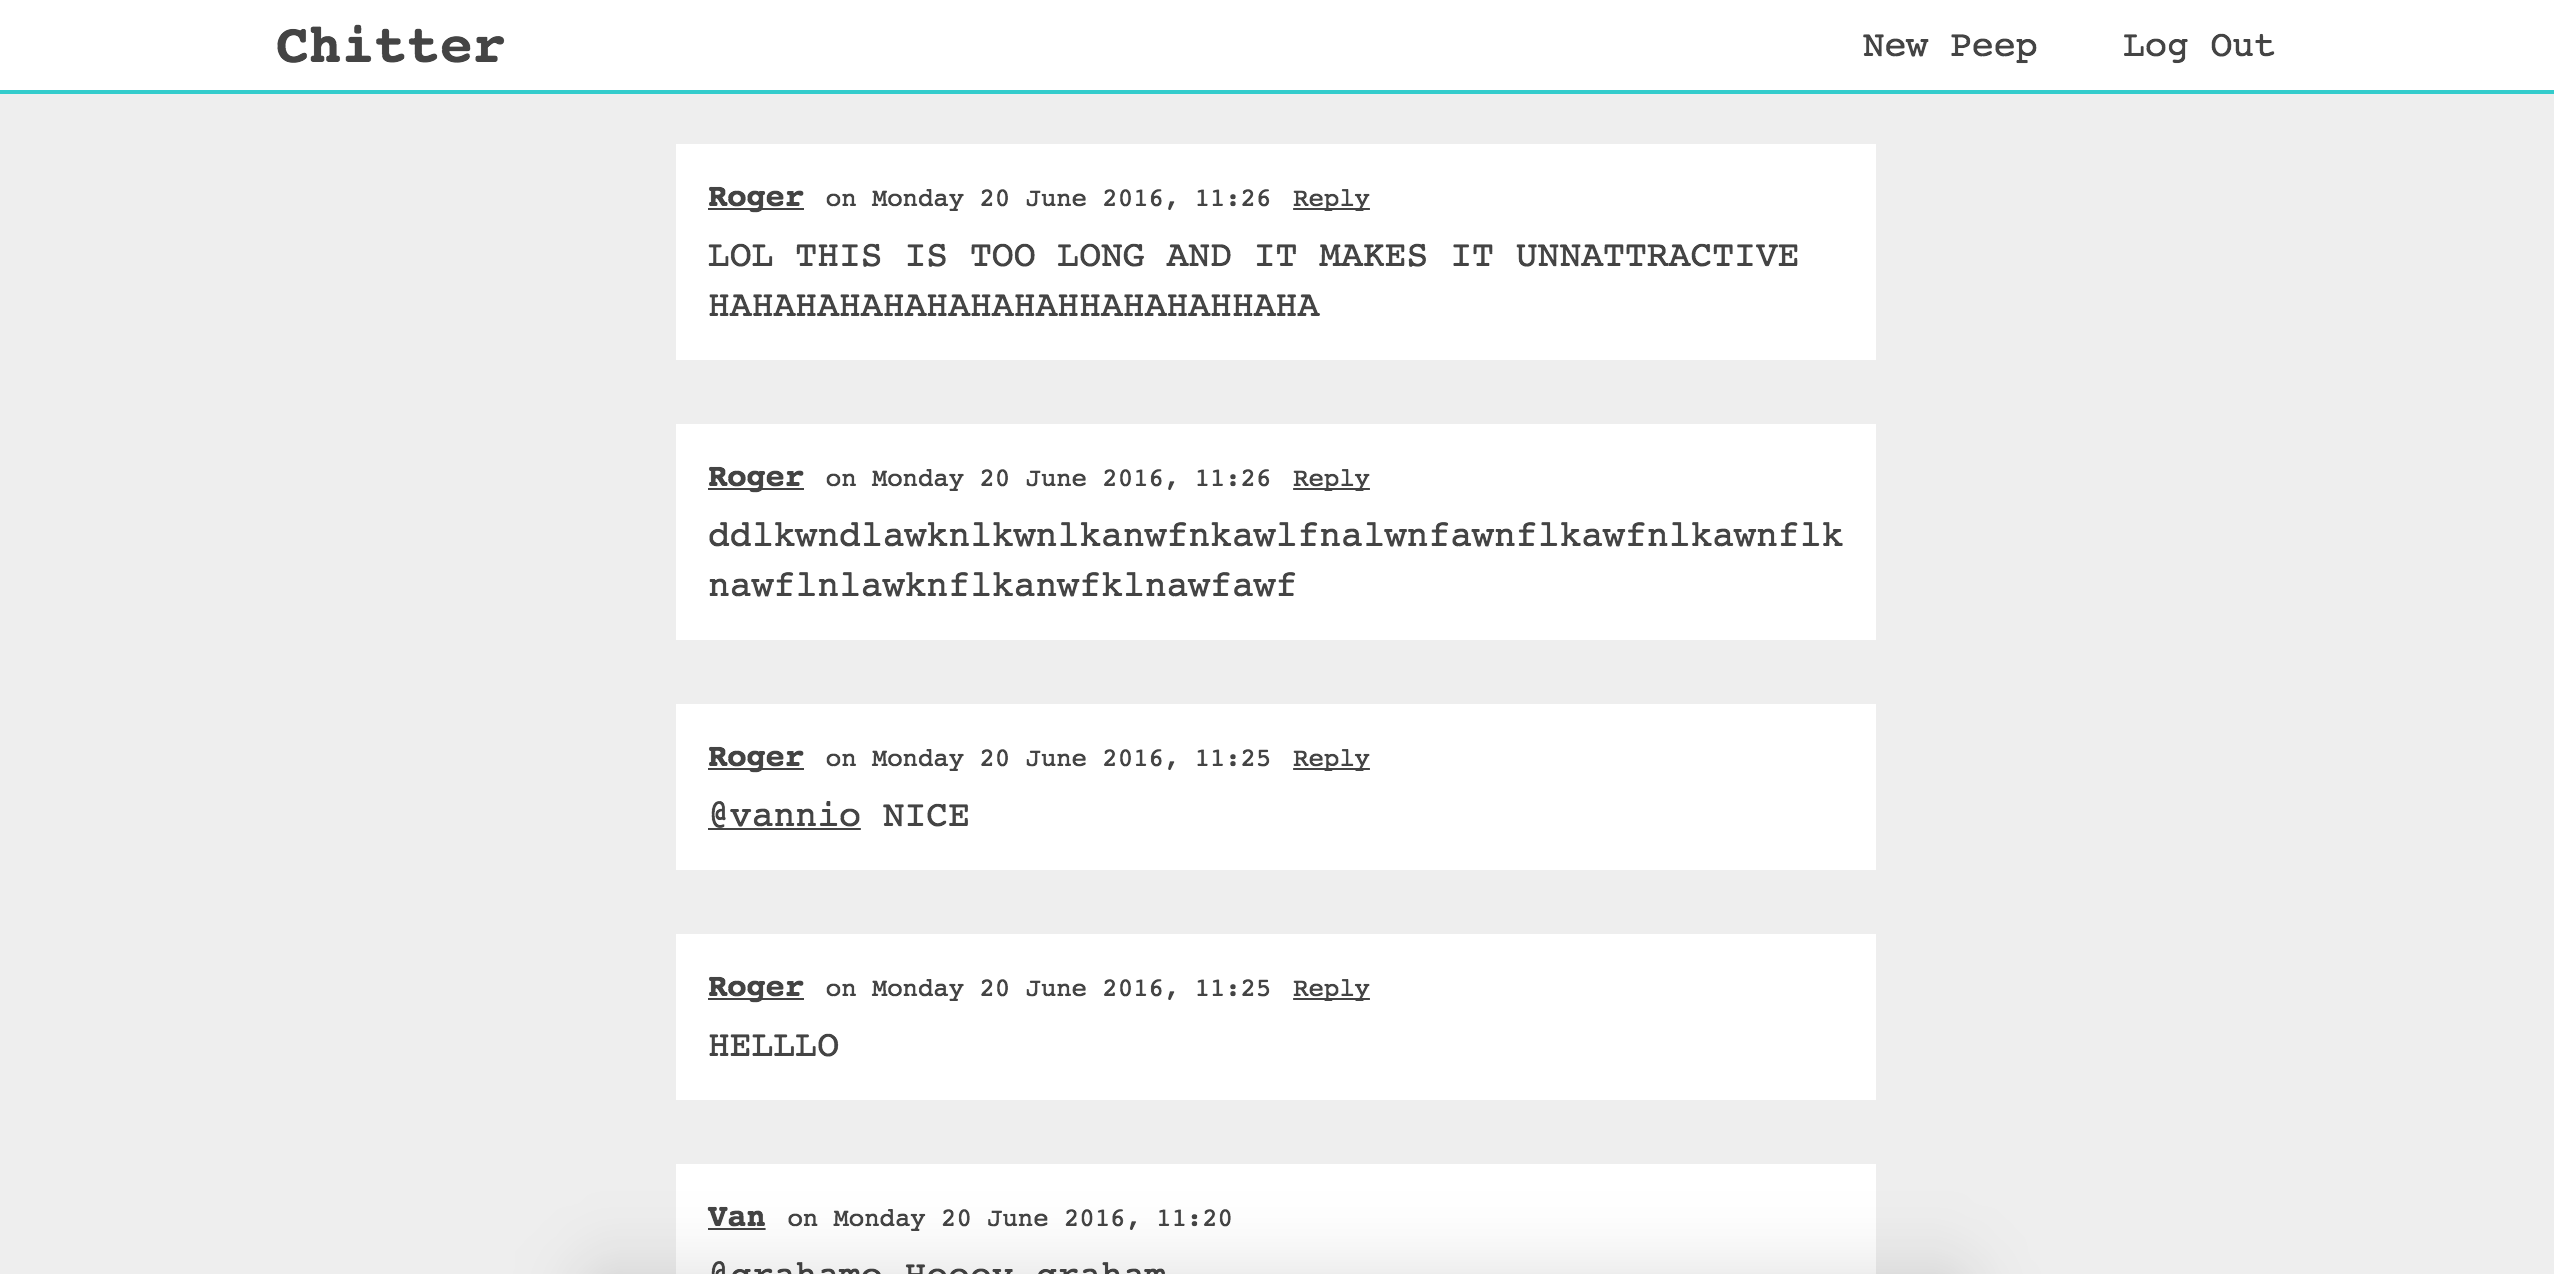 Chitter
New Peep
Log Out
Roger on Monday 20 June 2016, 11:26 Reply
LOL THIS IS TOO LONG AND IT MAKES IT UNNATTRACTIVE
HAHAHAHAHAHAHAHAHHAHAHAHHAHA
Roger on Monday 20 June 2016, 11:26 Reply
ddlkwndlawknlkwnlkanwfnkawlfnalwnfawnflkawfnlkawnflk
nawflnlawknflkanwfklnawfawf
Roger on Monday 20 June 2016, 11:25 Reply
@vannio NICE
Roger on Monday 20 June 2016, 11:25 Reply
HELLLO
Van on Monday 20 June 2016, 11:20
graham